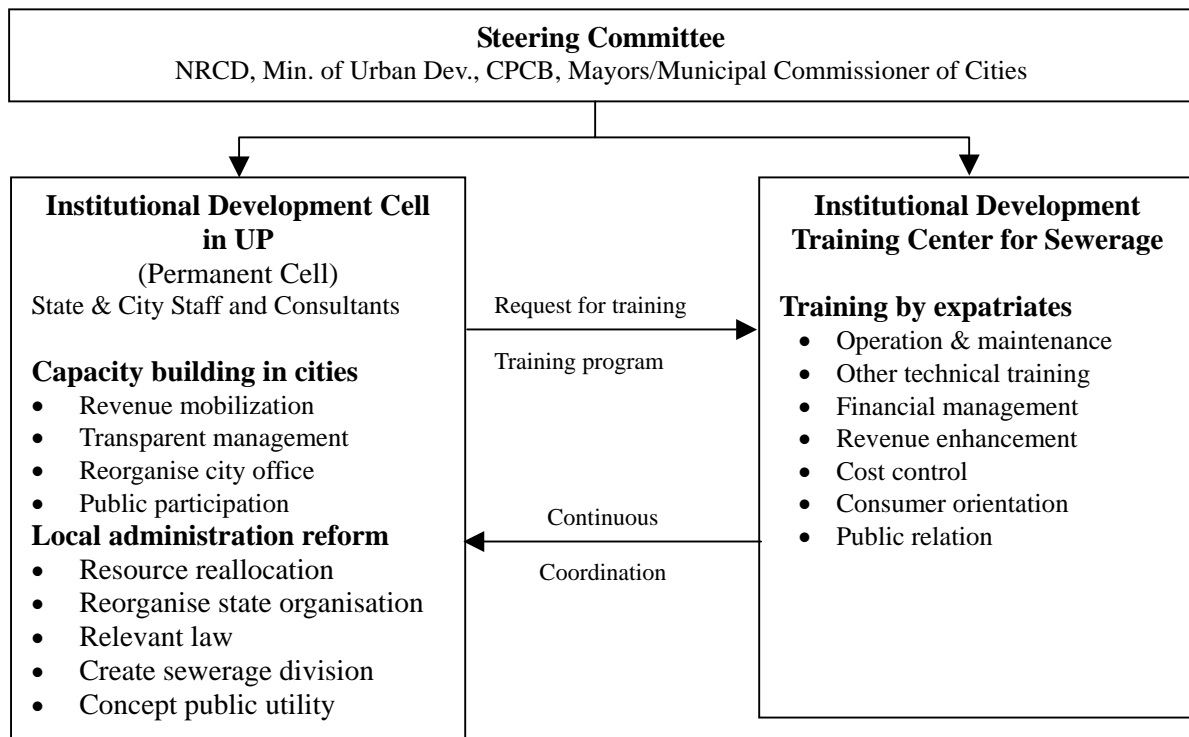 Steering Committee
NRCD, Min. of Urban Dev., CPCB, Mayors/Municipal Commissioner of Cities
Institutional Development Cell
in UP
(Permanent Cell)
State & City Staff and Consultants
Capacity building in cities
• Revenue mobilization
• Transparent management
• Reorganise city office
• Public participation
Local administration reform
• Resource reallocation
• Reorganise state organisation
• Relevant law
• Create sewerage division
• Concept public utility
Request for training
Training program
Continuous
Coordination
Institutional Development
Training Center for Sewerage
Training by expatriates
• Operation & maintenance
• Other technical training
• Financial management
• Revenue enhancement
• Cost control
• Consumer orientation
• Public relation